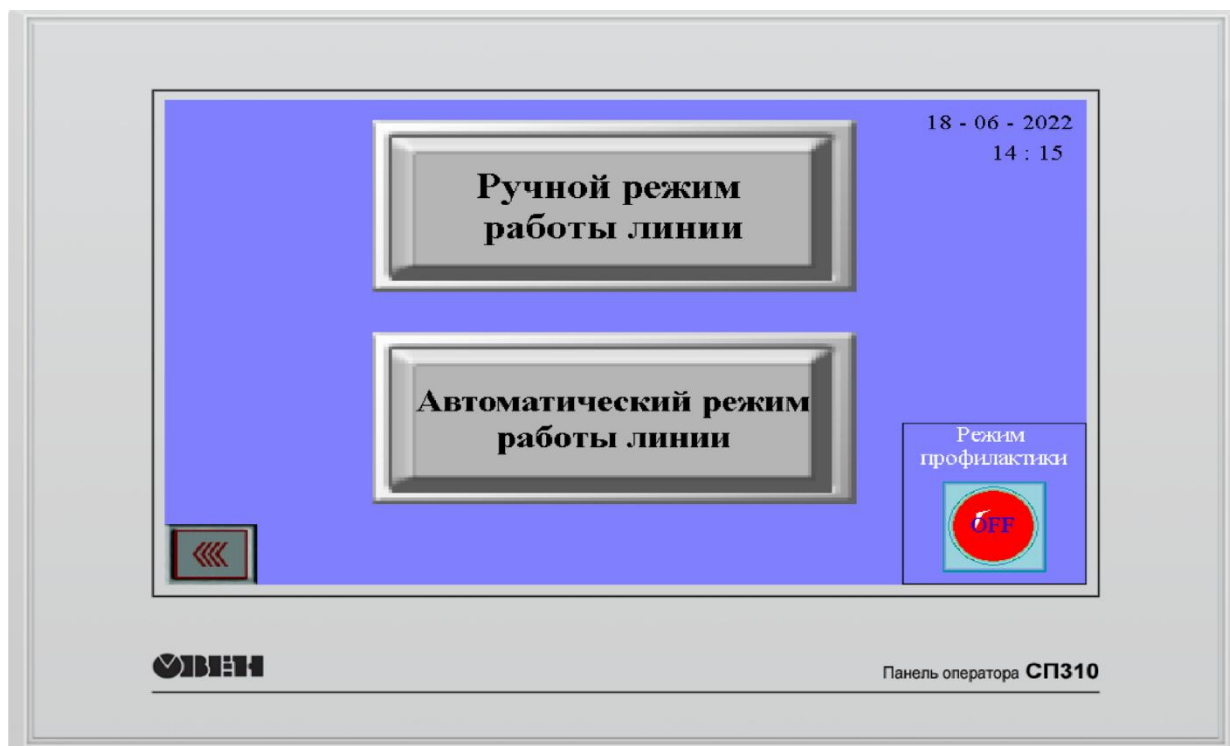 18 - 06 - 2022
14 : 15
Ручной режим
работы линии
Автоматический режим
работы линии
Режим
профилактики
OFF
ОВЕН
Панель оператора СП310